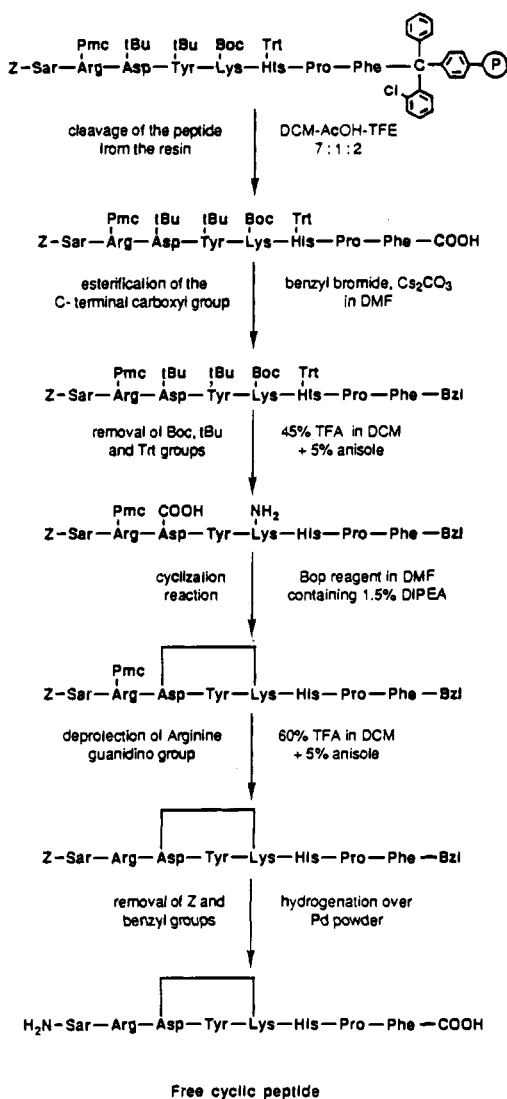 Pmc tBu tBu Boc Trt
Z-Sar-Arg-Asp-Tyr-Lys-His-Pro-Phe-C P
Cl
cleavage of the peptide DCM-AcOH-TFE
from the resin 7:1:2
Pmc tBu tBu Boc Trt
Z-Sar-Arg-Asp-Tyr-Lys-His-Pro-Phe-COOH
esterification of the benzyl bromide, Cs2CO3
C-terminal carboxyl group in DMF
Pmc tBu tBu Boc Trt
Z-Sar-Arg-Asp-Tyr-Lys-His-Pro-Phe-Bzl
removal of Boc, tBu 45% TFA in DCM
and Trt groups + 5% anisole
Pmc COOH NH2
Z-Sar-Arg-Asp-Tyr-Lys-His-Pro-Phe-Bzl
cyclization Bop reagent in DMF
reaction containing 1.5% DIPEA
Pmc
Z-Sar-Arg-Asp-Tyr-Lys-His-Pro-Phe-Bzl
deprotection of Arginine 60% TFA in DCM
guanidino group + 5% anisole
Z-Sar-Arg-Asp-Tyr-Lys-His-Pro-Phe-Bzl
removal of Z and hydrogenation over
benzyl groups Pd powder
H2N-Sar-Arg-Asp-Tyr-Lys-His-Pro-Phe-COOH
Free cyclic peptide